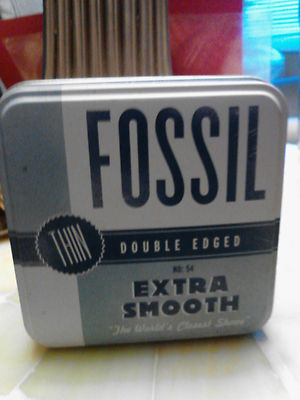 FOSSIL
THIN
DOUBLE EDGED
NO: 54
EXTRA
SMOOTH
"The World's Closest Shave"